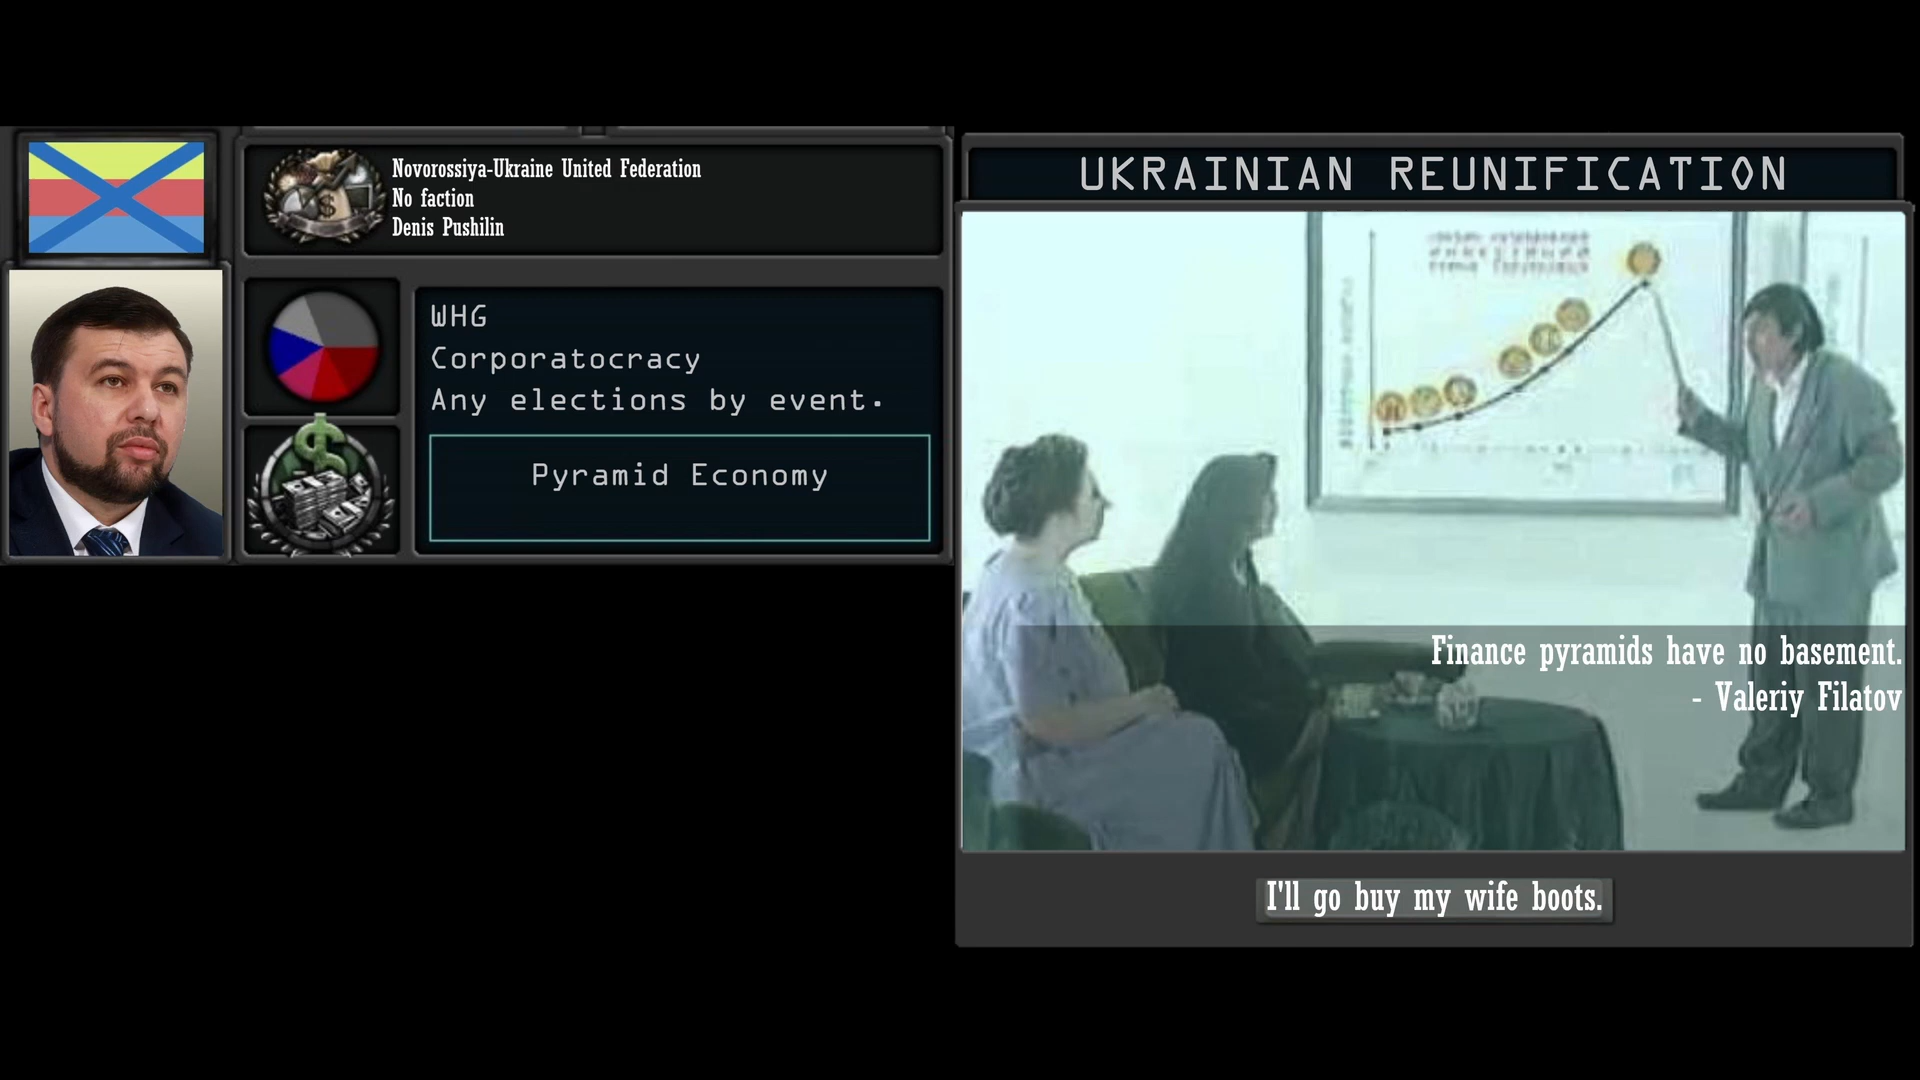 Novorossiya-Ukraine United Federation
No faction
Denis Pushilin
WHG
Corporatocracy
Any elections by event.
Pyramid Economy
UKRAINIAN REUNIFICATION
Finance pyramids have no basement.
- Valeriy Filatov
I'll go buy my wife boots.